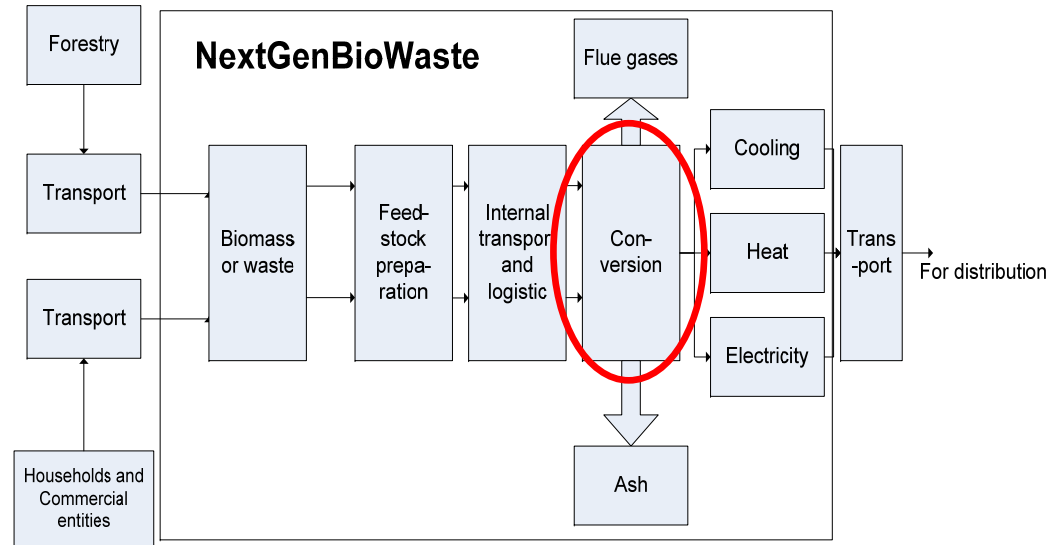 Forestry
NextGenBioWaste
Flue gases
Transport
Biomass
or waste
Feed-
stock
prepa-
ration
Internal
transpor
and
logistic
Con-
version
Cooling
Heat
Electricity
Trans
-port
For distribution
Transport
Households and
Commercial
entities
Ash